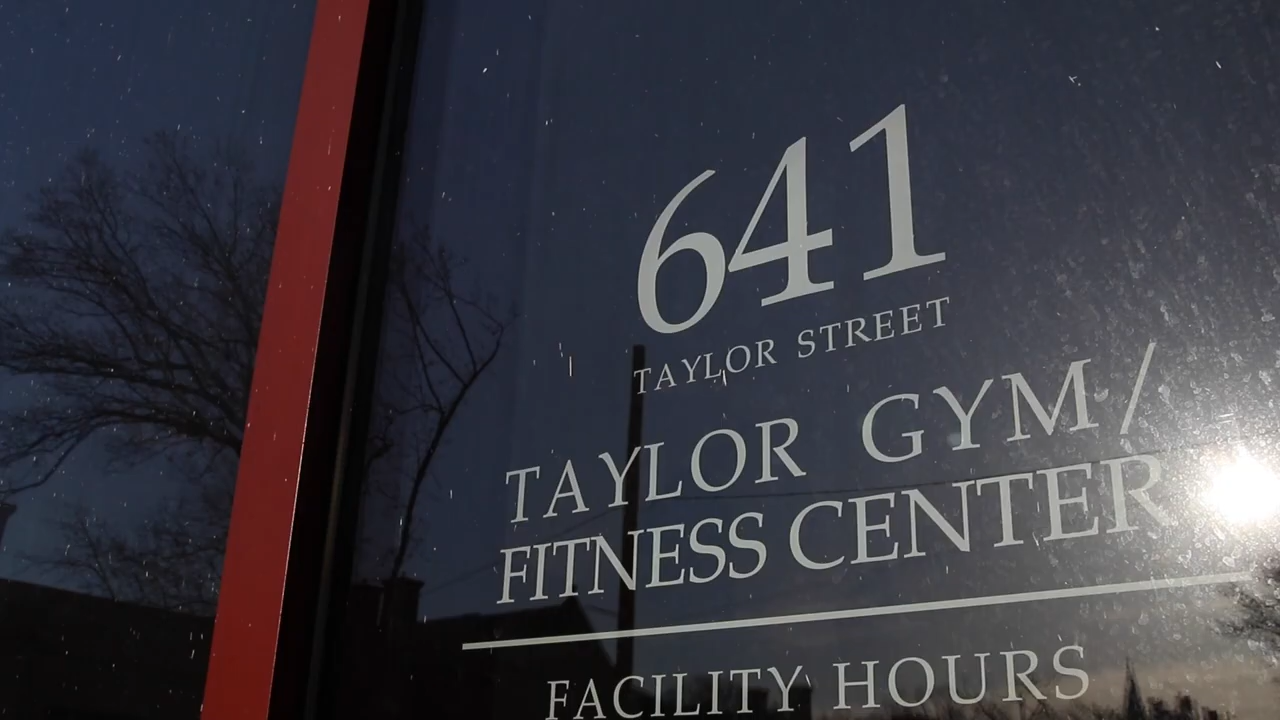 641
TAYLOR STREET
TAYLOR GYM/
FITNESS CENTER
FACILITY HOURS